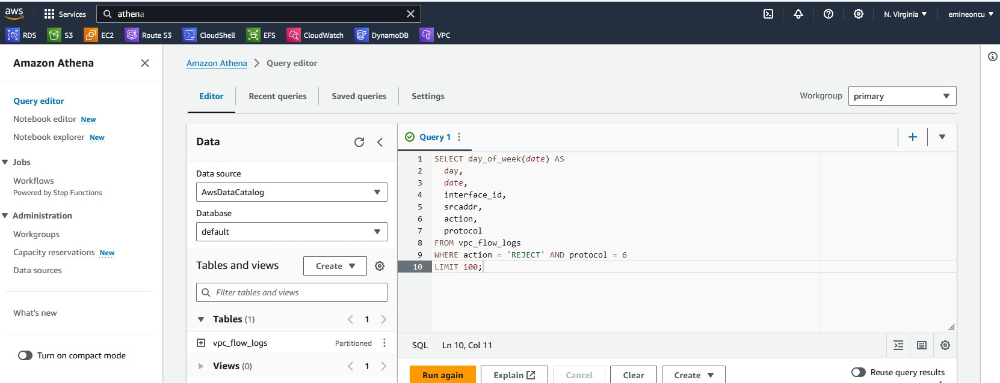 aws
Services
athena
N. Virginia
emineoncu
RDS
S3
EC2
Route 53
CloudShell
EFS
CloudWatch
DynamoDB
VPC
Amazon Athena
Query editor
Notebook editor New
Notebook explorer New
Jobs
Workflows
Powered by Step Functions
Administration
Workgroups
Capacity reservations New
Data sources
What's new
Turn on compact mode
Amazon Athena > Query editor
Editor
Recent queries
Saved queries
Settings
Workgroup
primary
Data
Data source
AwsDataCatalog
Database
default
Tables and views
Create
Filter tables and views
Tables (1)
< 1 >
vpc_flow_logs
Partitioned
Views (0)
< 1 >
Query 1
1 SELECT day_of_week(date) AS
2 day,
3 date,
4 interface_id,
5 srcaddr,
6 action,
7 protocol
8 FROM vpc_flow_logs
9 WHERE action = 'REJECT' AND protocol = 6
10 LIMIT 100;
SQL
Ln 10, Col 11
Run again
Explain
Cancel
Clear
Create
Reuse query results